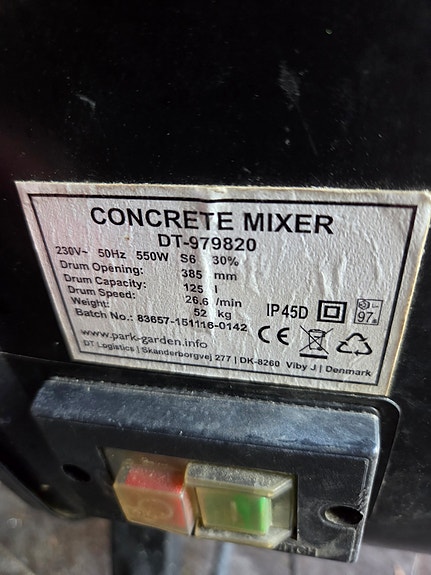 CONCRETE MIXER
DT-979820
230V~ 50Hz 550W S6 30%
Drum Opening: 385 mm
Drum Capacity: 125 l
Drum Speed: 26.6 /min
Weight: 52 kg
Batch No.: 83657-151116-0142
IP45D
97
CE
www.park-garden.info
DT Logistics | Skanderborgvej 277 | DK-8260 Viby J | Denmark